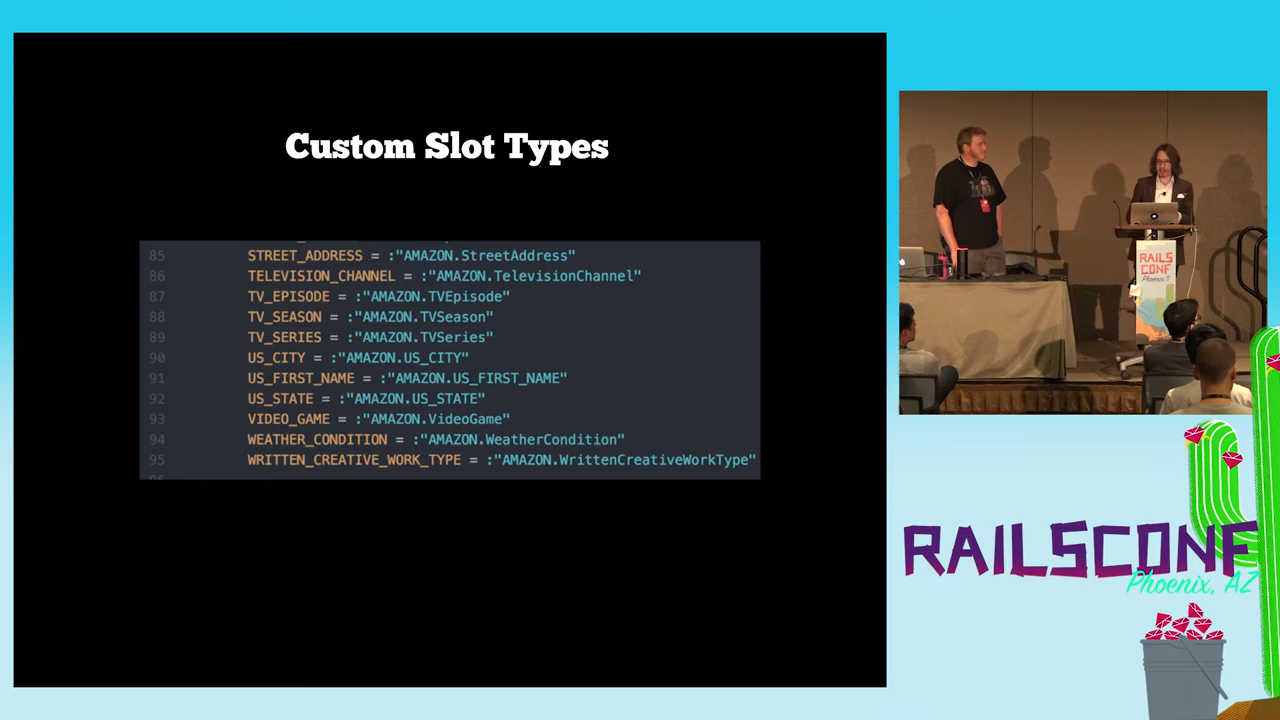 Custom Slot Types
85 STREET_ADDRESS = :"AMAZON.StreetAddress"
86 TELEVISION_CHANNEL = :"AMAZON.TelevisionChannel"
87 TV_EPISODE = :"AMAZON.TVEpisode"
88 TV_SEASON = :"AMAZON.TVSeason"
89 TV_SERIES = :"AMAZON.TVSeries"
90 US_CITY = :"AMAZON.US_CITY"
91 US_FIRST_NAME = :"AMAZON.US_FIRST_NAME"
92 US_STATE = :"AMAZON.US_STATE"
93 VIDEO_GAME = :"AMAZON.VideoGame"
94 WEATHER_CONDITION = :"AMAZON.WeatherCondition"
95 WRITTEN_CREATIVE_WORK_TYPE = :"AMAZON.WrittenCreativeWorkType"
RAILS
CONF
Phoenix
RAILSCONF
Phoenix, AZ